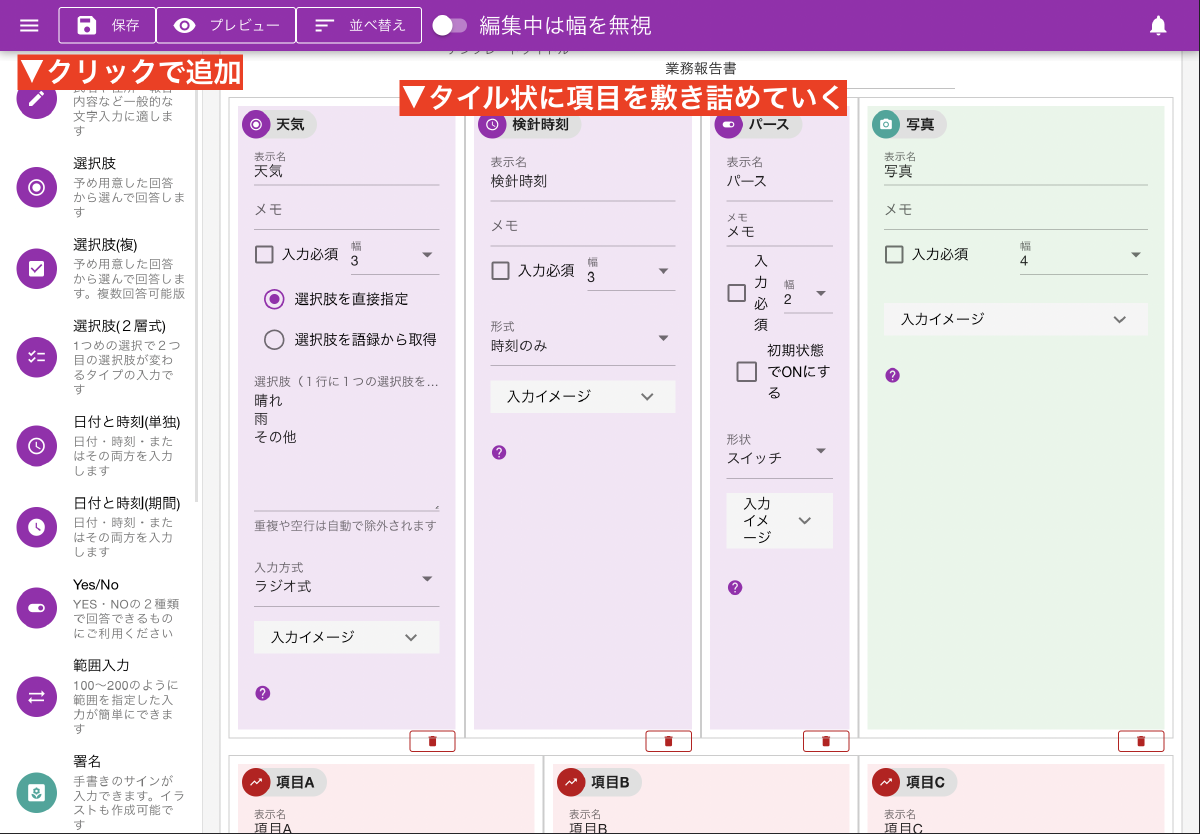 保存
プレビュー
並べ替え
編集中は幅を無視
▼クリックで追加
▼タイル状に項目を敷き詰めていく
内容など一般的な
文字入力に適しま
す
選択肢
予め用意した回答
から選んで回答しま
す
選択肢(複)
予め用意した回答
から選んで回答しま
す。複数回答可能版
選択肢(２層式)
1つめの選択で２つ
目の選択肢が変わ
るタイプの入力で
す
日付と時刻(単独)
日付・時刻・また
はその両方を入力
します
日付と時刻(期間)
日付・時刻・また
はその両方を入力
します
Yes/No
YES・NOの２種類
で回答できるもの
にご利用ください
範囲入力
100〜200のように
範囲を指定した入
力が簡単にできま
す
署名
手書きのサインが
入力できます。イラ
ストも作成可能で
す
業務報告書
天気
表示名
天気
メモ
入力必須
幅
3
選択肢を直接指定
選択肢を語録から取得
選択肢（１行に１つの選択肢を...
晴れ
雨
その他
重複や空行は自動で除外されます
入力方式
ラジオ式
入力イメージ
?
検針時刻
表示名
検針時刻
メモ
入力必須
幅
3
形式
時刻のみ
入力イメージ
?
パース
表示名
パース
メモ
メモ
入
力
必
須
幅
2
初期状態
でONにす
る
形状
スイッチ
入力
イメ
ージ
?
写真
表示名
写真
メモ
入力必須
幅
4
入力イメージ
?
項目A
表示名
項目A
項目B
表示名
項目B
項目C
表示名
項目C